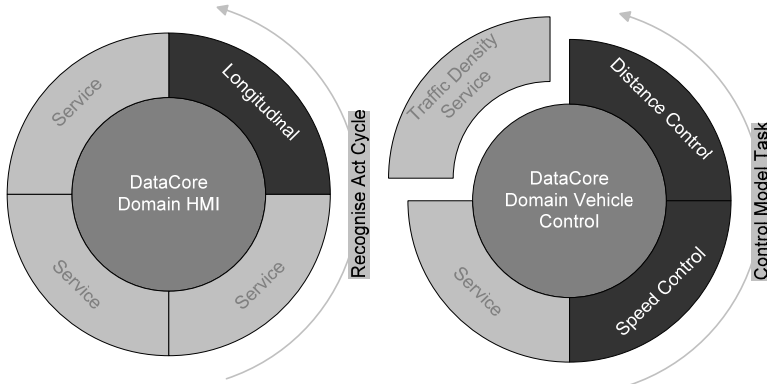 Service
Longitudinal
DataCore
Domain HMI
Service
Service
Recognise Act Cycle
Traffic Density
Service
Distance Control
DataCore
Domain Vehicle
Control
Service
Speed Control
Control Model Task